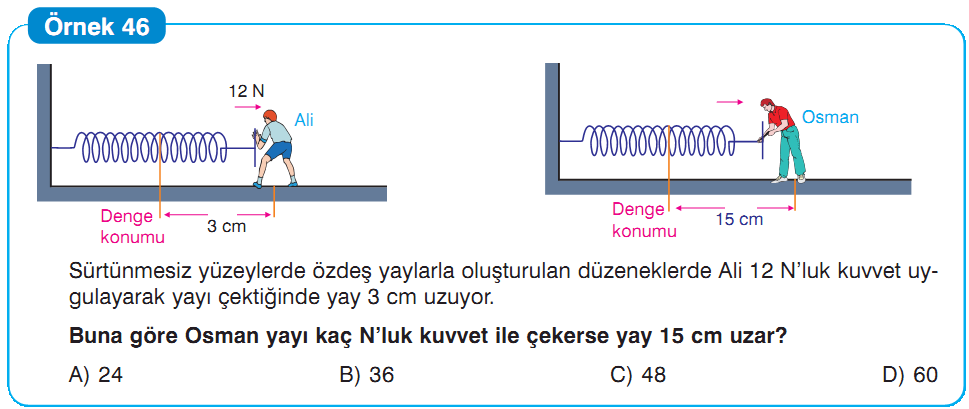 Örnek 46
12 N
Ali
Osman
Denge
konumu
3 cm
Denge
konumu
15 cm
Sürtünmesiz yüzeylerde özdeş yaylarla oluşturulan düzeneklerde Ali 12 N’luk kuvvet uy-
gulayarak yayı çektiğinde yay 3 cm uzuyor.
Buna göre Osman yayı kaç N’luk kuvvet ile çekerse yay 15 cm uzar?
A) 24 B) 36 C) 48 D) 60